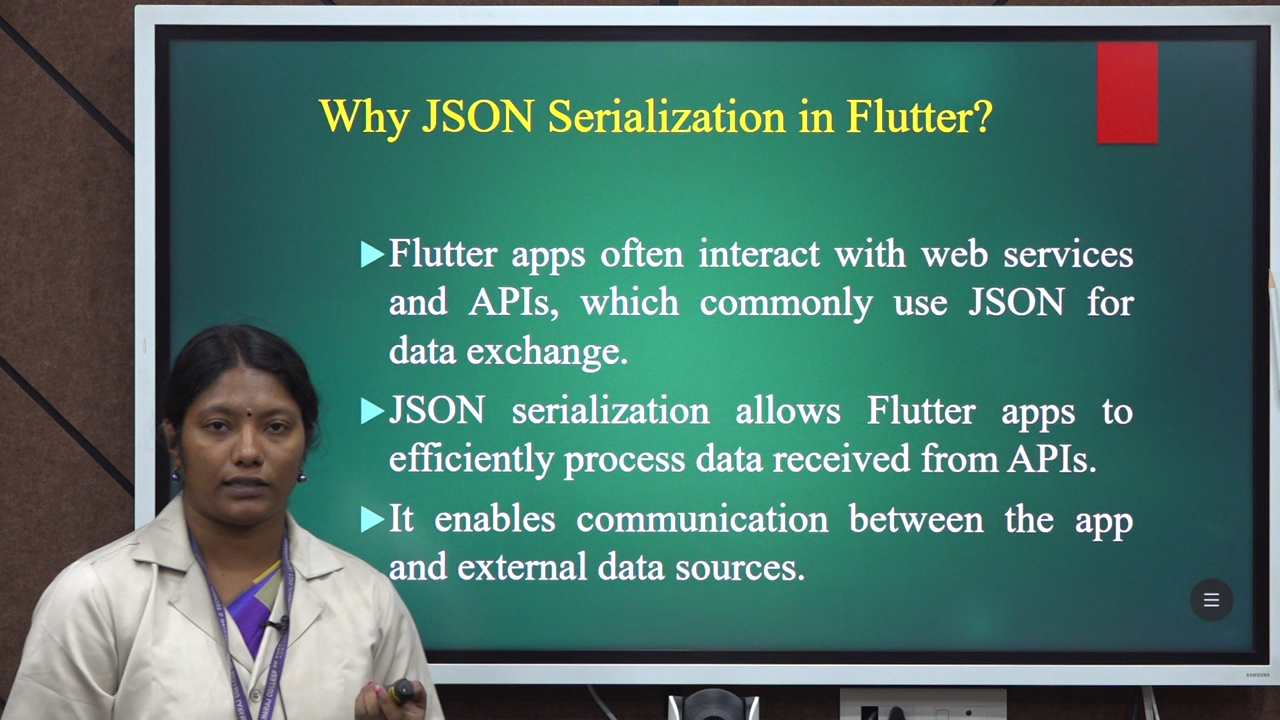 Why JSON Serialization in Flutter?
Flutter apps often interact with web services
and APIs, which commonly use JSON for
data exchange.
JSON serialization allows Flutter apps to
efficiently process data received from APIs.
It enables communication between the app
and external data sources.
SAMSUNG